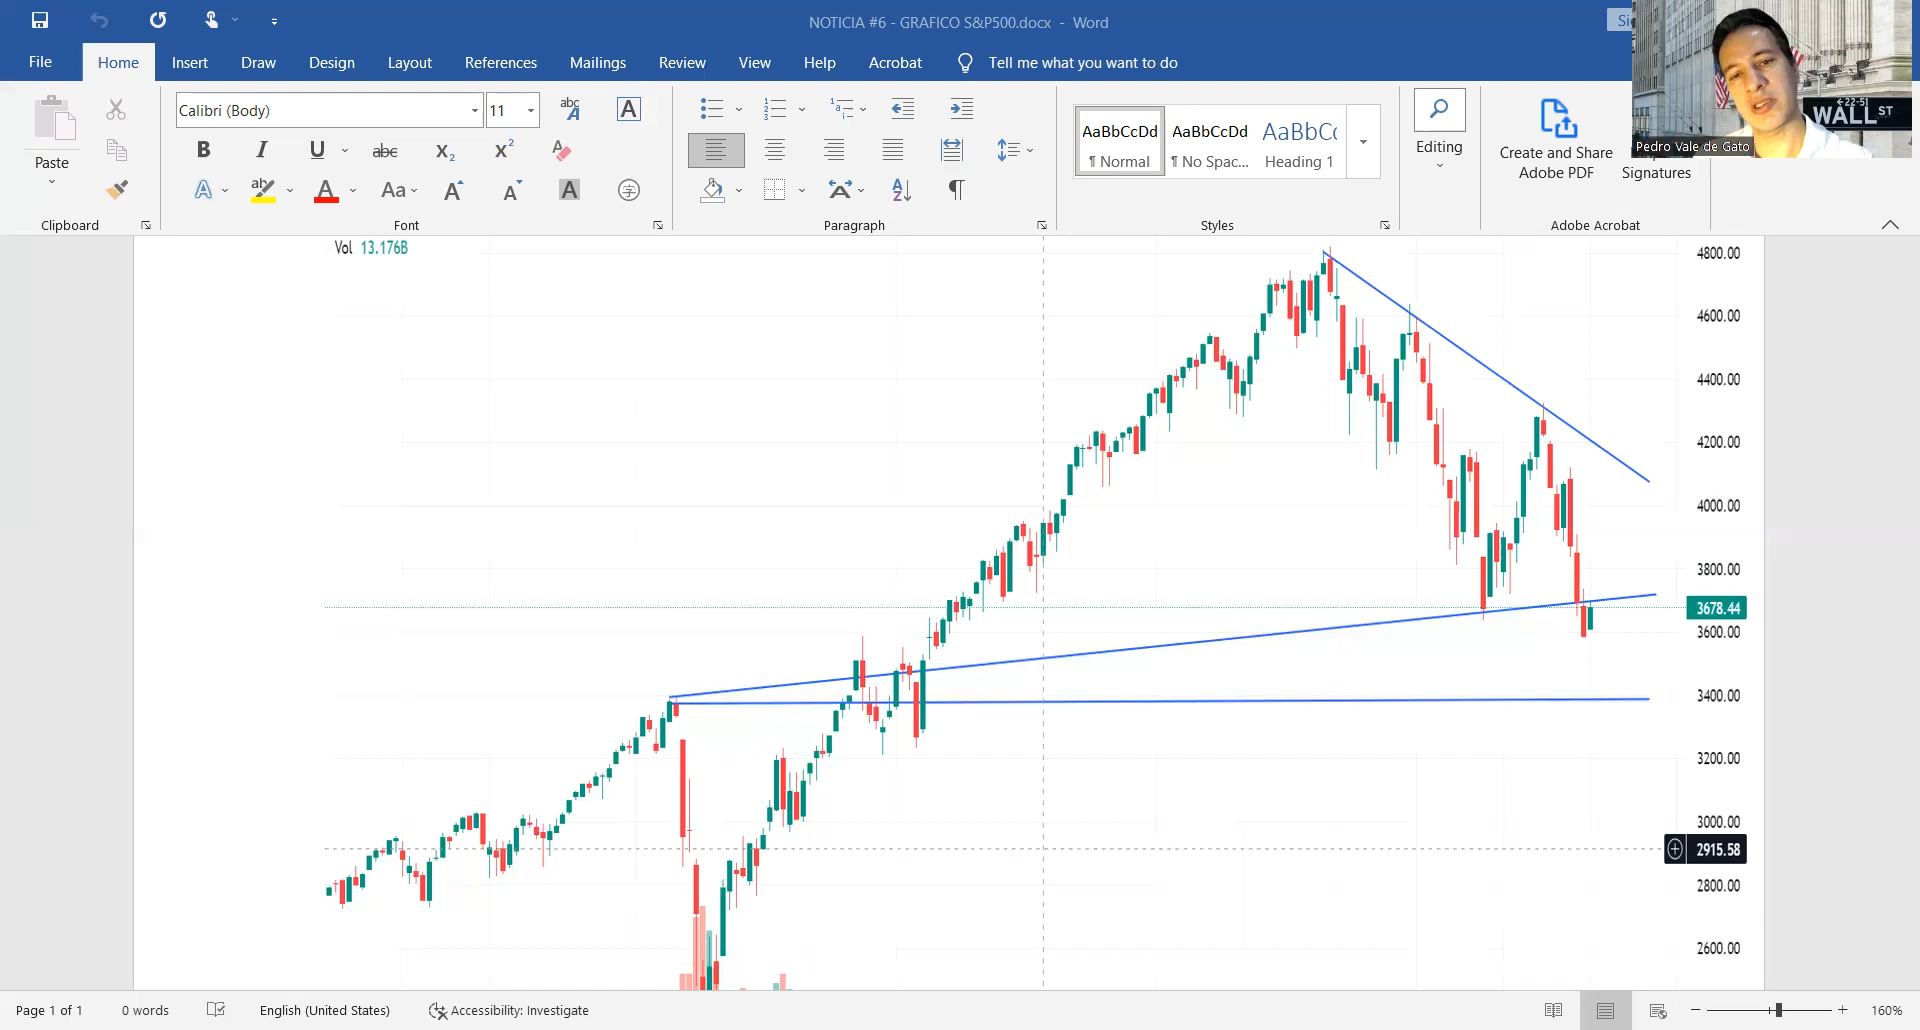 NOTICIA #6 - GRAFICO S&P500.docx - Word
File Home Insert Draw Design Layout References Mailings Review View Help Acrobat Tell me what you want to do
Pedro Vale de Gato
22-51
WALL ST
Paste
Clipboard
Calibri (Body) 11
Font
Paragraph
AaBbCcDd AaBbCcDd AaBbCc
¶ Normal ¶ No Spac... Heading 1
Styles
Editing
Create and Share
Adobe PDF
Signatures
Adobe Acrobat
Vol 13.176B
4800.00
4600.00
4400.00
4200.00
4000.00
3800.00
3678.44
3600.00
3400.00
3200.00
3000.00
2915.58
2800.00
2600.00
Page 1 of 1 0 words English (United States) Accessibility: Investigate 160%